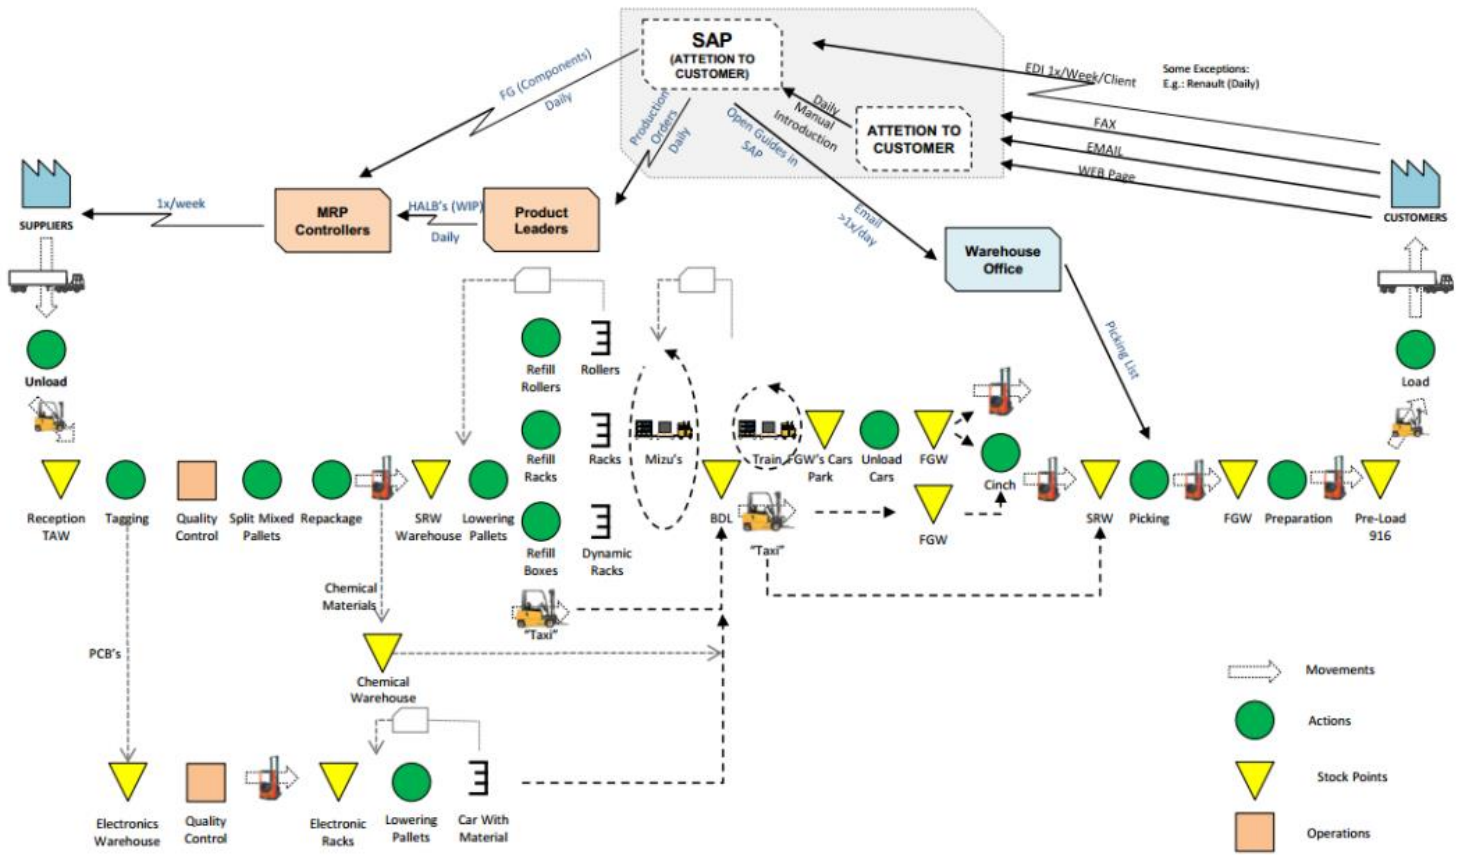 SAP
(ATTETION TO
CUSTOMER)
FG (Components)
Daily
Production
Orders
Daily
Open Guides in
SAP
Daily
Manual
Introduction
ATTETION TO
CUSTOMER
EDI 1x/Week/Client
Some Exceptions:
E.g.: Renault (Daily)
FAX
EMAIL
WEB Page
SUPPLIERS
1x/week
MRP
Controllers
HALB's (WIP)
Daily
Product
Leaders
Email
>1x/day
Warehouse
Office
CUSTOMERS
Picking List
Unload
Load
Refill
Rollers
Rollers
Refill
Racks
Racks
Refill
Boxes
Dynamic
Racks
"Taxi"
Mizu's
BDL
Train
FGW's Cars
Park
Unload
Cars
FGW
Cinch
FGW
"Taxi"
Reception
TAW
Tagging
Quality
Control
Split Mixed
Pallets
Repackage
SRW
Warehouse
Lowering
Pallets
SRW
Picking
FGW
Preparation
Pre-Load
916
Chemical
Materials
PCB's
Chemical
Warehouse
Electronics
Warehouse
Quality
Control
Electronic
Racks
Lowering
Pallets
Car With
Material
Movements
Actions
Stock Points
Operations